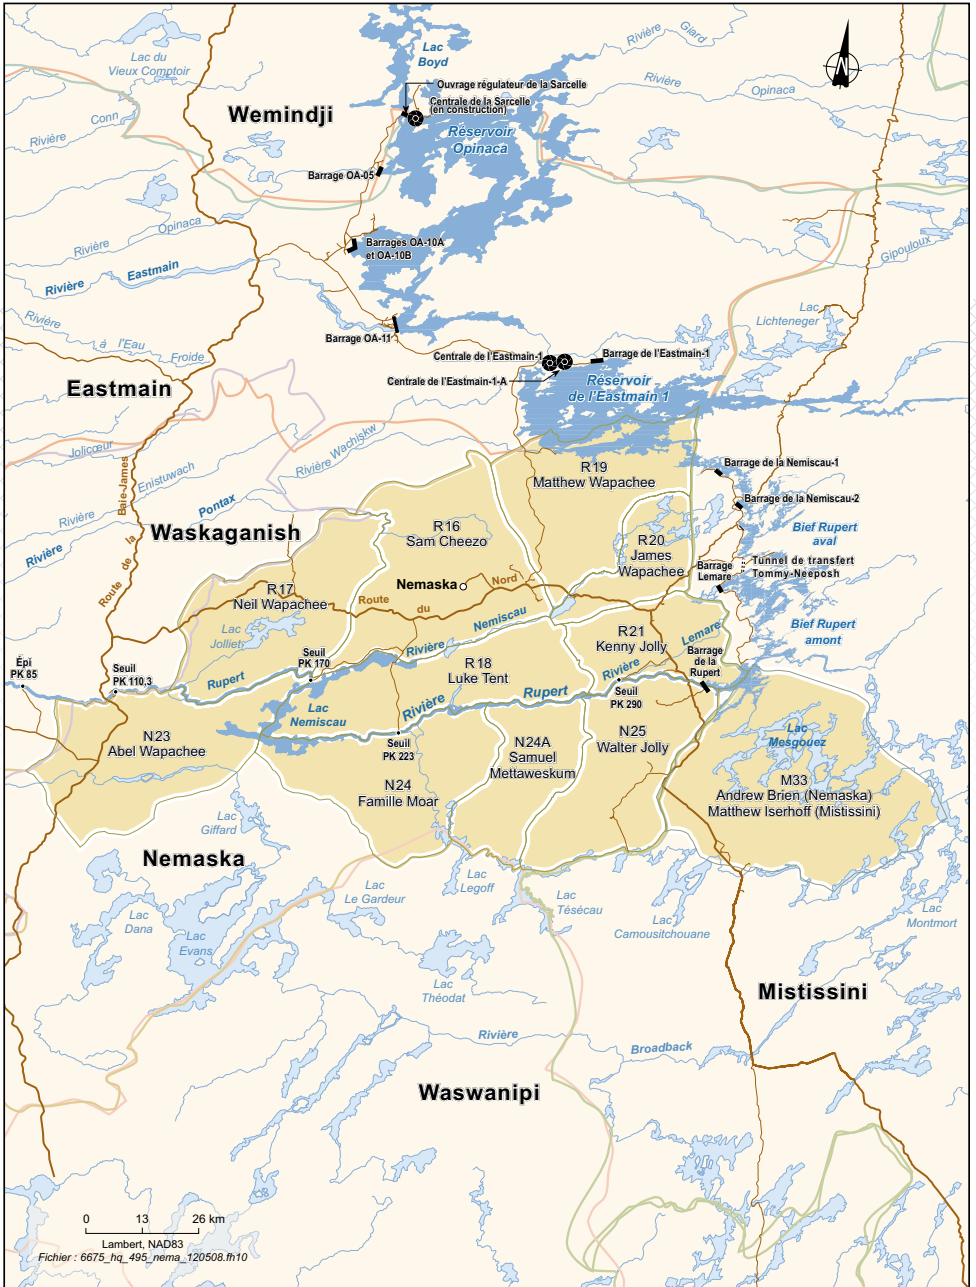 Lac
Boyd
Rivière
Giard
Lac du
Vieux Comptoir
Ouvrage régulateur de la Sarcelle
Rivière
Opinaca
Wemindji
Centrale de la Sarcelle
(en construction)
Rivière
Conn
Réservoir
Opinaca
Barrage OA-05
Rivière
Opinaca
Barrages OA-10A
et OA-10B
Gipouloux
Rivière
Eastmain
Lac
Lichteneger
Rivière
à l'Eau
Froide
Barrage OA-11
Centrale de l'Eastmain-1
Barrage de l'Eastmain-1
Centrale de l'Eastmain-1-A
Réservoir
de l'Eastmain 1
Eastmain
Jolicœur
Rivière Wachiskw
Rivière
Enistuwach
Rivière
Pontax
Route de la
Baie-James
R19
Matthew Wapachee
Barrage de la Nemiscau-1
Barrage de la Nemiscau-2
Waskaganish
R16
Sam Cheezo
Bief Rupert
aval
R20
James
Wapachee
Tunnel de transfert
Tommy-Neeposh
Barrage
Lemare
Nemaska
R17
Neil Wapachee
Route
du
Nord
Lac
Jolliet
Rivière
Nemiscau
R21
Kenny Jolly
Lemare
Bief Rupert
amont
Épi
PK 85
Seuil
PK 110,3
Seuil
PK 170
Rupert
R18
Luke Tent
Rivière
Barrage
de la
Rupert
Rivière
Rupert
Seuil
PK 290
Lac
Nemiscau
N23
Abel Wapachee
Seuil
PK 223
N24A
Samuel
Mettaweskum
N25
Walter Jolly
Lac
Mesgouez
N24
Famille Moar
M33
Andrew Brien (Nemaska)
Matthew Iserhoff (Mistissini)
Lac
Giffard
Nemaska
Lac
Le Gardeur
Lac
Legoff
Lac
Tésécau
Lac
Dana
Lac
Evans
Lac
Camousitchouane
Lac
Montmort
Lac
Théodat
Mistissini
Rivière
Broadback
Waswanipi
0 13 26 km
Lambert, NAD83
Fichier : 6675_hq_495_nema_120508.fh10